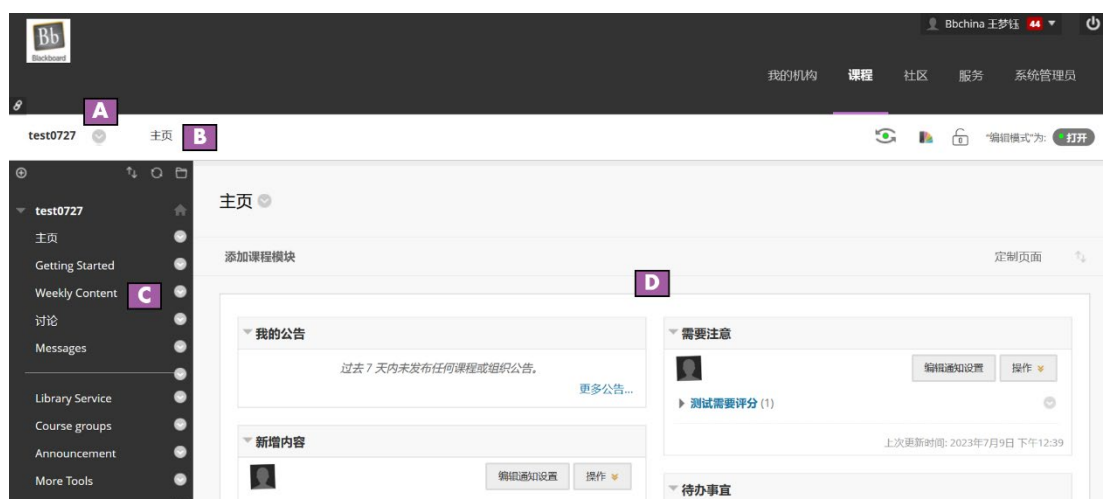 Bb
Blackboard
Bbchina 王梦钰 44
我的机构 课程 社区 服务 系统管理员
A
test0727 主页 B
0 "编辑模式"为: 打开
test0727
主页
Getting Started
Weekly Content C
讨论
Messages
Library Service
Course groups
Announcement
More Tools
主页
添加课程模块 定制页面
D
我的公告
过去 7 天内未发布任何课程或组织公告。
更多公告...
新增内容
编辑通知设置 操作
需要注意
编辑通知设置 操作
测试需要评分 (1)
上次更新时间: 2023年7月9日 下午12:39
待办事宜